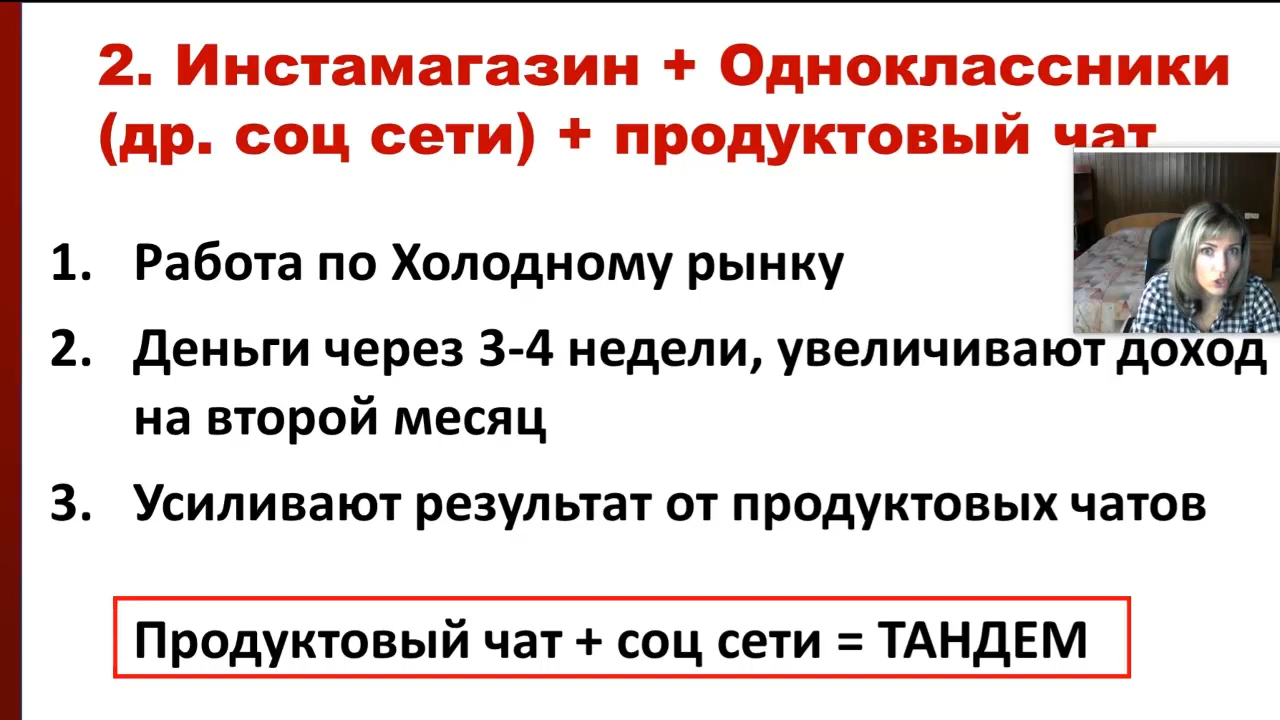 2. Инстамагазин + Одноклассники
(др. соц сети) + продуктовый чат
1. Работа по Холодному рынку
2. Деньги через 3-4 недели, увеличивают доход
на второй месяц
3. Усиливают результат от продуктовых чатов
Продуктовый чат + соц сети = ТАНДЕМ